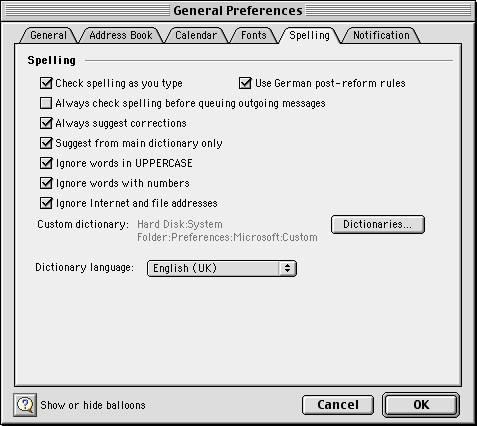 General Preferences
General Address Book Calendar Fonts Spelling Notification
Spelling
Check spelling as you type Use German post-reform rules
Always check spelling before queuing outgoing messages
Always suggest corrections
Suggest from main dictionary only
Ignore words in UPPERCASE
Ignore words with numbers
Ignore Internet and file addresses
Custom dictionary: Hard Disk:System Dictionaries...
Folder:Preferences:Microsoft:Custom
Dictionary language: English (UK)
Show or hide balloons Cancel OK